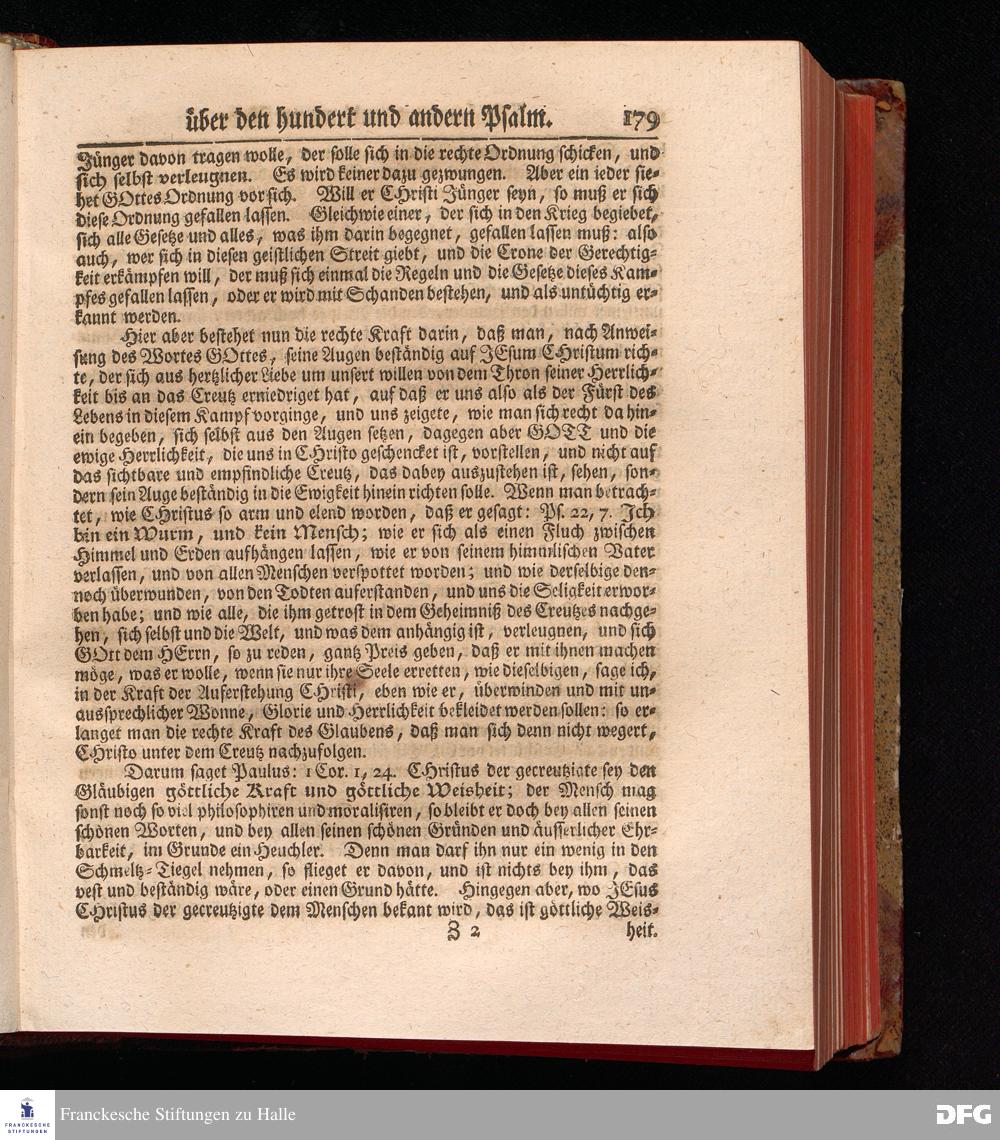 über den hundert und andern Psalm. 179
Jünger davon tragen wolle, der solle sich in die rechte Ordnung schicken, und
sich selbst verleugnen. Es wird keiner dazu gezwungen. Aber ein ieder sie-
het GOttes Ordnung vor sich. Will er CHristi Jünger seyn, so muß er sich
diese Ordnung gefallen lassen. Gleichwie einer, der sich in den Krieg begiebet,
sich alle Gesetze und alles, was ihm darin begegnet, gefallen lassen muß: also
auch, wer sich in diesen geistlichen Streit giebt, und die Crone der Gerechtig-
keit erkämpfen will, der muß sich einmal die Regeln und die Gesetze dieses Kam-
pfes gefallen lassen, oder er wird mit Schanden bestehen, und als untüchtig er-
kannt werden.
Hier aber bestehet nun die rechte Kraft darin, daß man, nach Anwei-
sung des Wortes GOttes, seine Augen beständig auf JEsum CHristum rich-
te, der sich aus hertzlicher Liebe um unsert willen von dem Thron seiner Herrlich-
keit bis an das Creutz erniedriget hat, auf daß er uns also als der Fürst des
Lebens in diesem Kampf vorginge, und uns zeigete, wie man sich recht da hin-
ein begeben, sich selbst aus den Augen setzen, dagegen aber GOTT und die
ewige Herrlichkeit, die uns in CHristo geschencket ist, vorstellen, und nicht auf
das sichtbare und empfindliche Creutz, das dabey auszustehen ist, sehen, son-
dern sein Auge beständig in die Ewigkeit hinein richten solle. Wenn man betrach-
tet, wie CHristus so arm und elend worden, daß er gesagt: Ps. 22, 7. Ich
bin ein Wurm, und kein Mensch; wie er sich als einen Fluch zwischen
Himmel und Erden aufhängen lassen, wie er von seinem himmlischen Vater
verlassen, und von allen Menschen verspottet worden; und wie derselbige den-
noch überwunden, von den Todten auferstanden, und uns die Seligkeit erwor-
ben habe; und wie alle, die ihm getrost in dem Geheimniß des Creutzes nachge-
hen, sich selbst und die Welt, und was dem anhängig ist, verleugnen, und sich
GOtt dem HErrn, so zu reden, gantz Preis geben, daß er mit ihnen machen
möge, was er wolle, wenn sie nur ihre Seele erretten, wie dieselbigen, sage ich,
in der Kraft der Auferstehung CHristi, eben wie er, überwinden und mit un-
aussprechlicher Wonne, Glorie und Herrlichkeit bekleidet werden sollen: so er-
langet man die rechte Kraft des Glaubens, daß man sich denn nicht wegert,
CHristo unter dem Creutz nachzufolgen.
Darum saget Paulus: 1 Cor. 1, 24. CHristus der gecreutzigte sey den
Gläubigen göttliche Kraft und göttliche Weisheit; der Mensch mag
sonst noch so viel philosophiren und moralisiren, so bleibt er doch bey allen seinen
schönen Worten, und bey allen seinen schönen Gründen und äusserlicher Ehr-
barkeit, im Grunde ein Heuchler. Denn man darf ihn nur ein wenig in den
Schmeltz-Tiegel nehmen, so flieget er davon, und ist nichts bey ihm, das
vest und beständig wäre, oder einen Grund hätte. Hingegen aber, wo JEsus
CHristus der gecreutzigte dem Menschen bekant wird, das ist göttliche Weis-
Z 2 heit.
FRANCKESCHE
STIFTUNGEN
Franckesche Stiftungen zu Halle
DFG